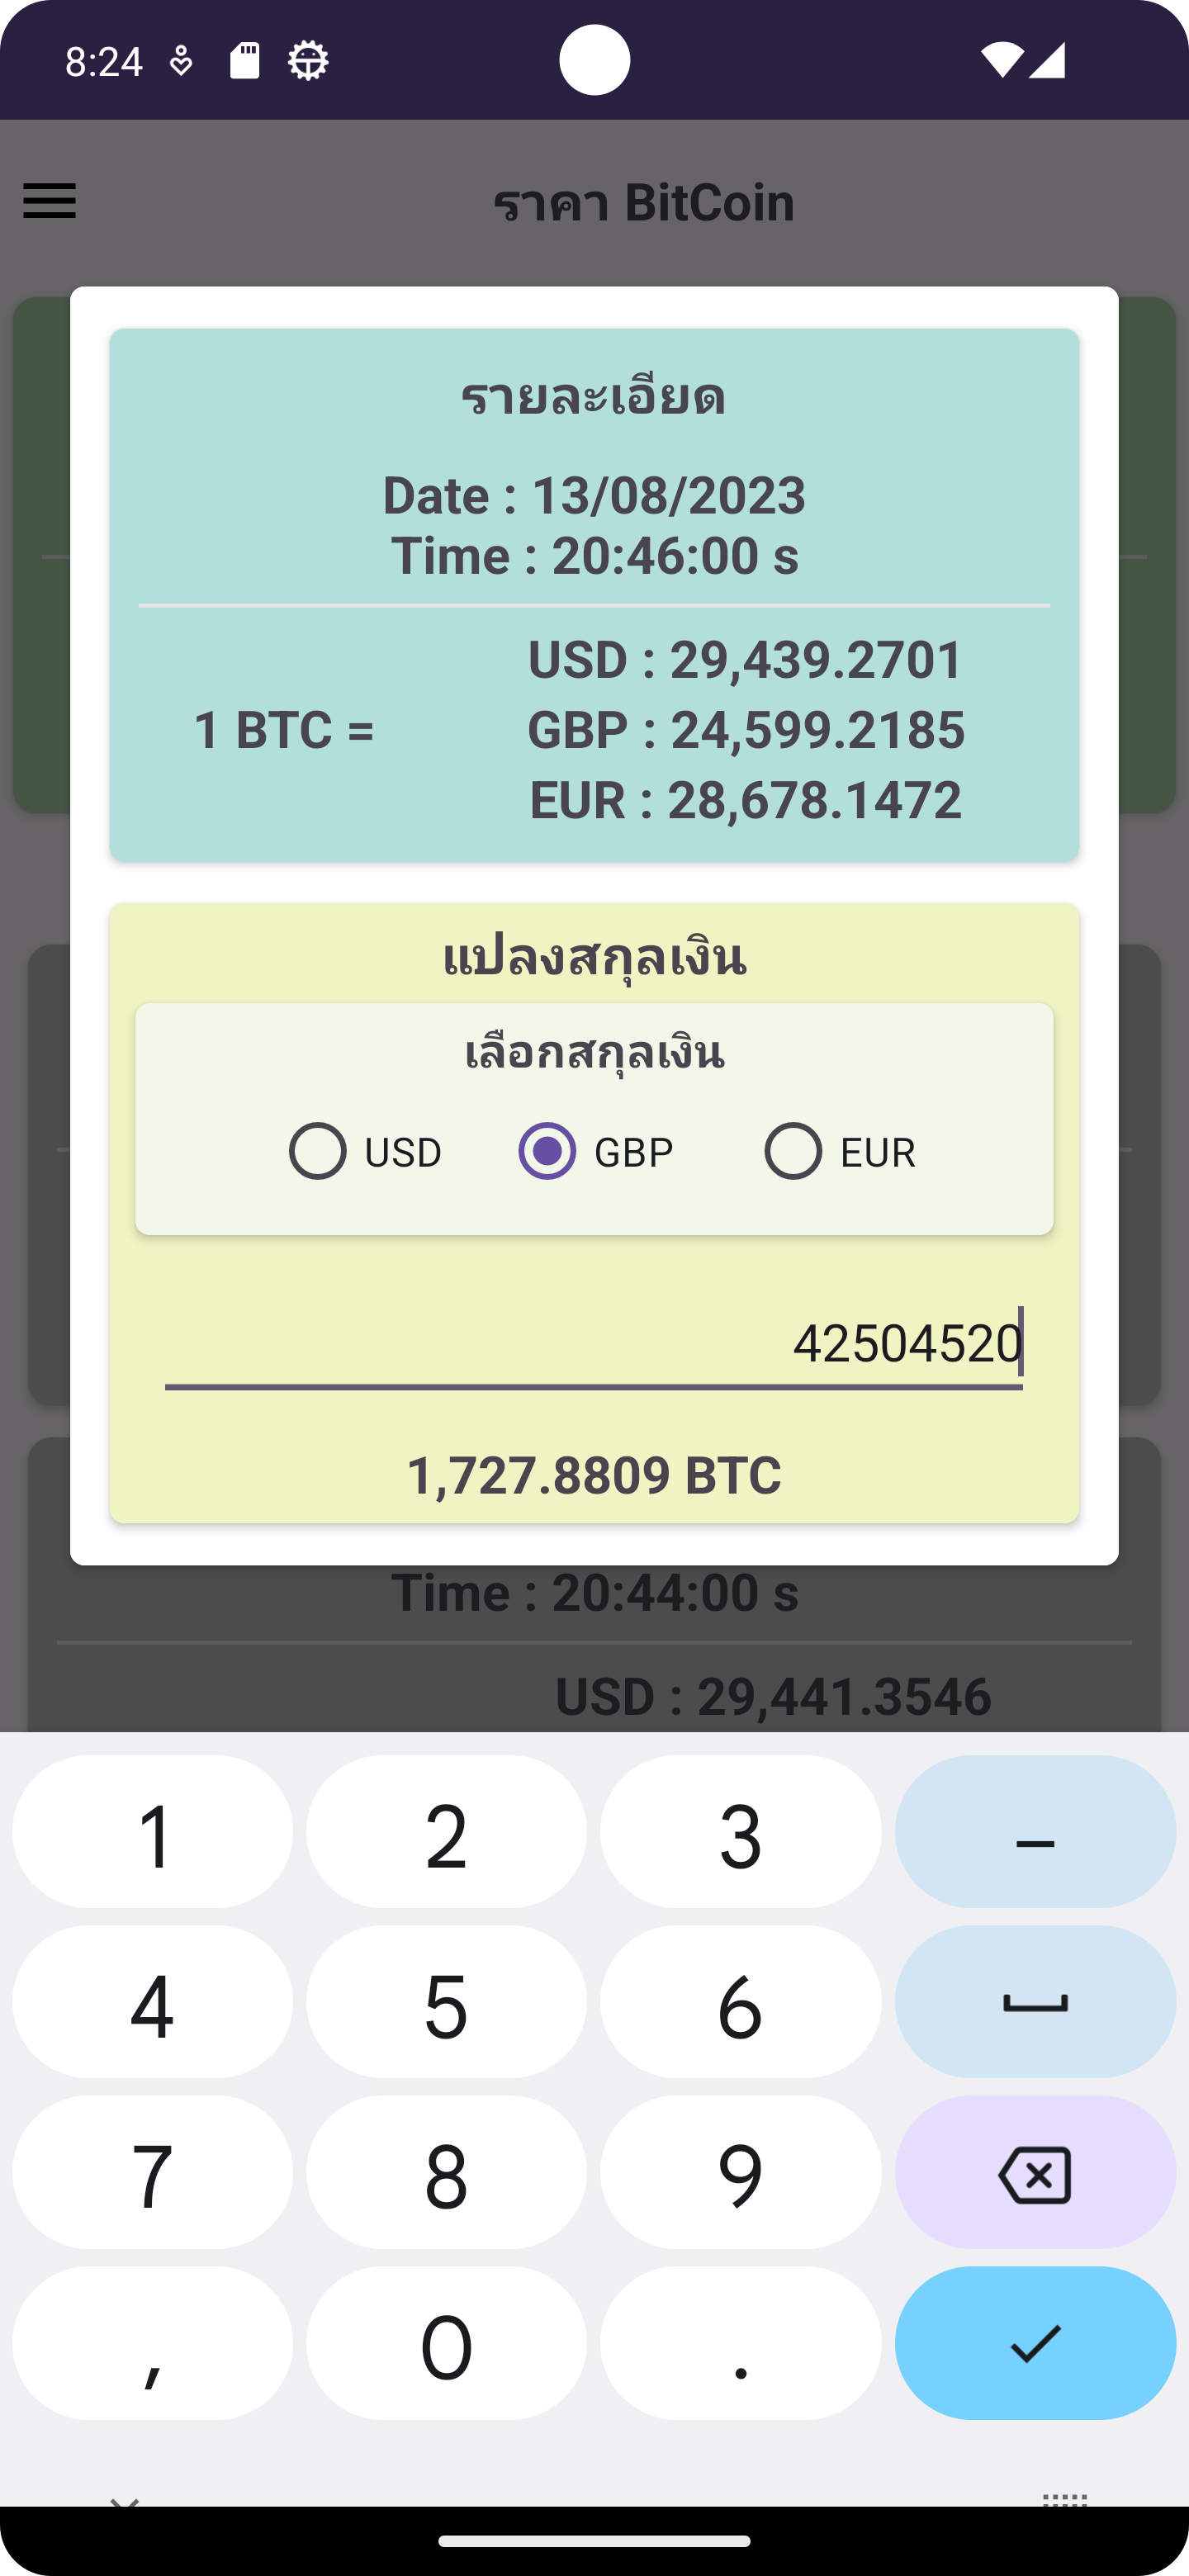 8:24
ราคา BitCoin
รายละเอียด
Date : 13/08/2023
Time : 20:46:00 s
USD : 29,439.2701
1 BTC =
GBP : 24,599.2185
EUR : 28,678.1472
แปลงสกุลเงิน
เลือกสกุลเงิน
USD GBP EUR
42504520
1,727.8809 BTC
Time : 20:44:00 s
USD : 29,441.3546
1 2 3 –
4 5 6
7 8 9
, 0 .